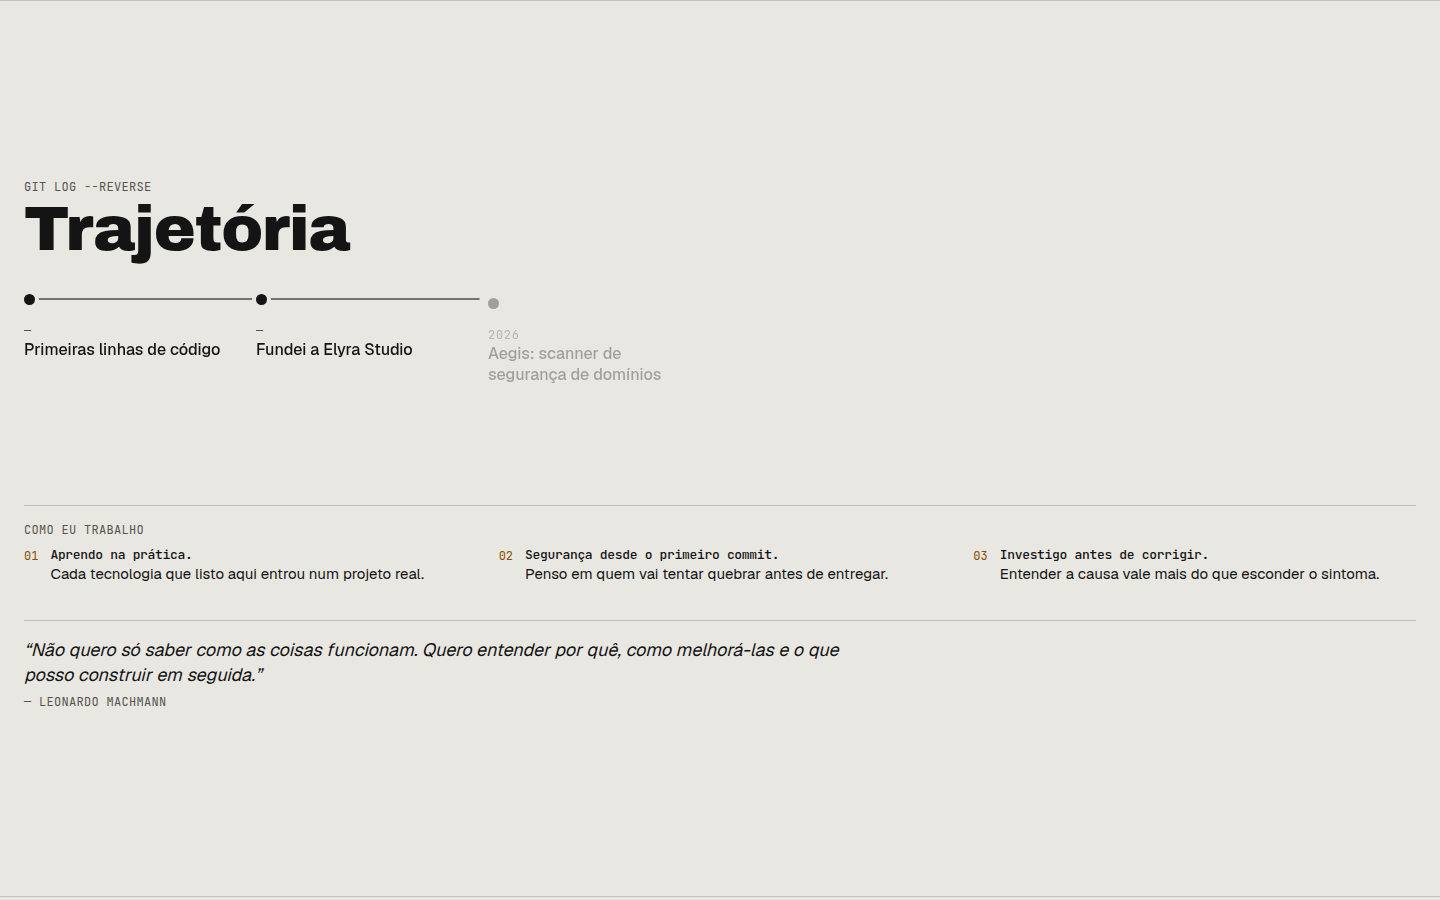 GIT LOG --REVERSE
Trajetória
—
Primeiras linhas de código
—
Fundei a Elyra Studio
2026
Aegis: scanner de
segurança de domínios
COMO EU TRABALHO
01 Aprendo na prática.
Cada tecnologia que listo aqui entrou num projeto real.
02 Segurança desde o primeiro commit.
Penso em quem vai tentar quebrar antes de entregar.
03 Investigo antes de corrigir.
Entender a causa vale mais do que esconder o sintoma.
“Não quero só saber como as coisas funcionam. Quero entender por quê, como melhorá-las e o que
posso construir em seguida.”
— LEONARDO MACHMANN